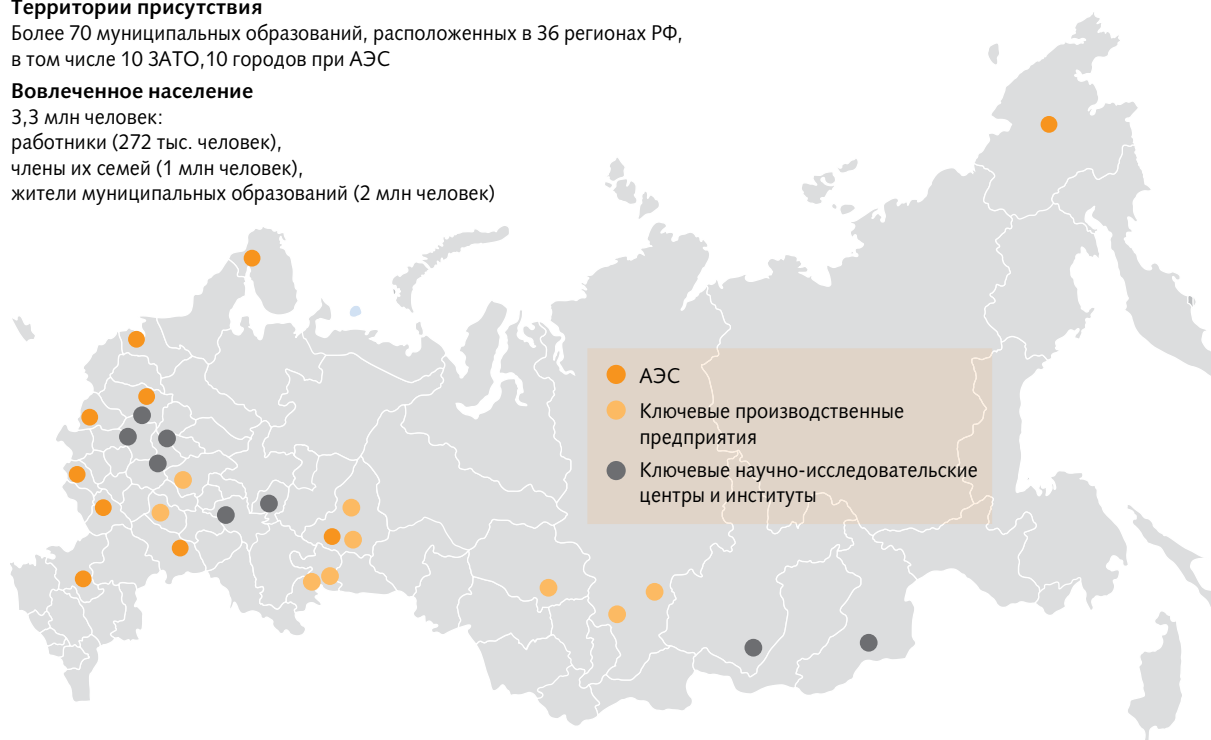 Территории присутствия
Более 70 муниципальных образований, расположенных в 36 регионах РФ,
в том числе 10 ЗАТО,10 городов при АЭС
Вовлеченное население
3,3 млн человек:
работники (272 тыс. человек),
члены их семей (1 млн человек),
жители муниципальных образований (2 млн человек)
АЭС
Ключевые производственные
предприятия
Ключевые научно-исследовательские
центры и институты